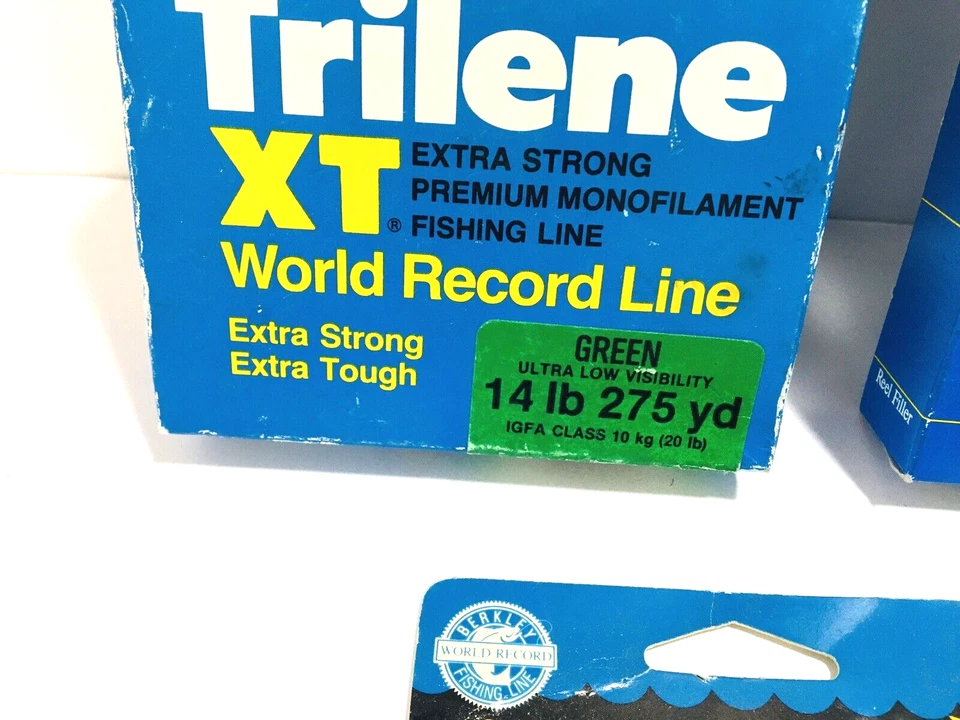 Trilene
XT®
EXTRA STRONG
PREMIUM MONOFILAMENT
FISHING LINE
World Record Line
Extra Strong
Extra Tough
GREEN
ULTRA LOW VISIBILITY
14 lb 275 yd
IGFA CLASS 10 kg (20 lb)
Reel Filler
BERKLEY
WORLD RECORD
FISHING LINE